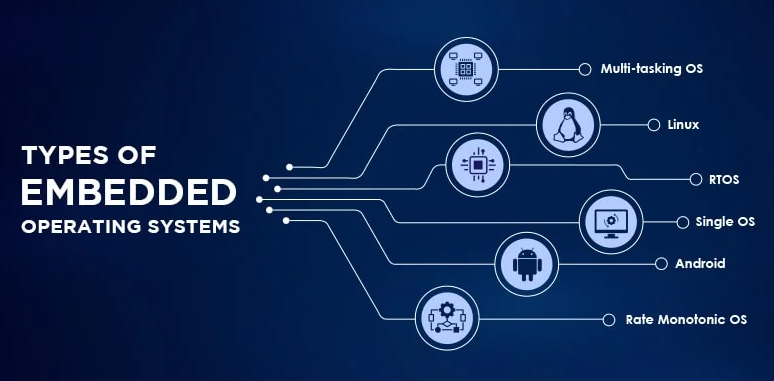 TYPES OF
EMBEDDED
OPERATING SYSTEMS
Multi-tasking OS
Linux
RTOS
Single OS
Android
Rate Monotonic OS